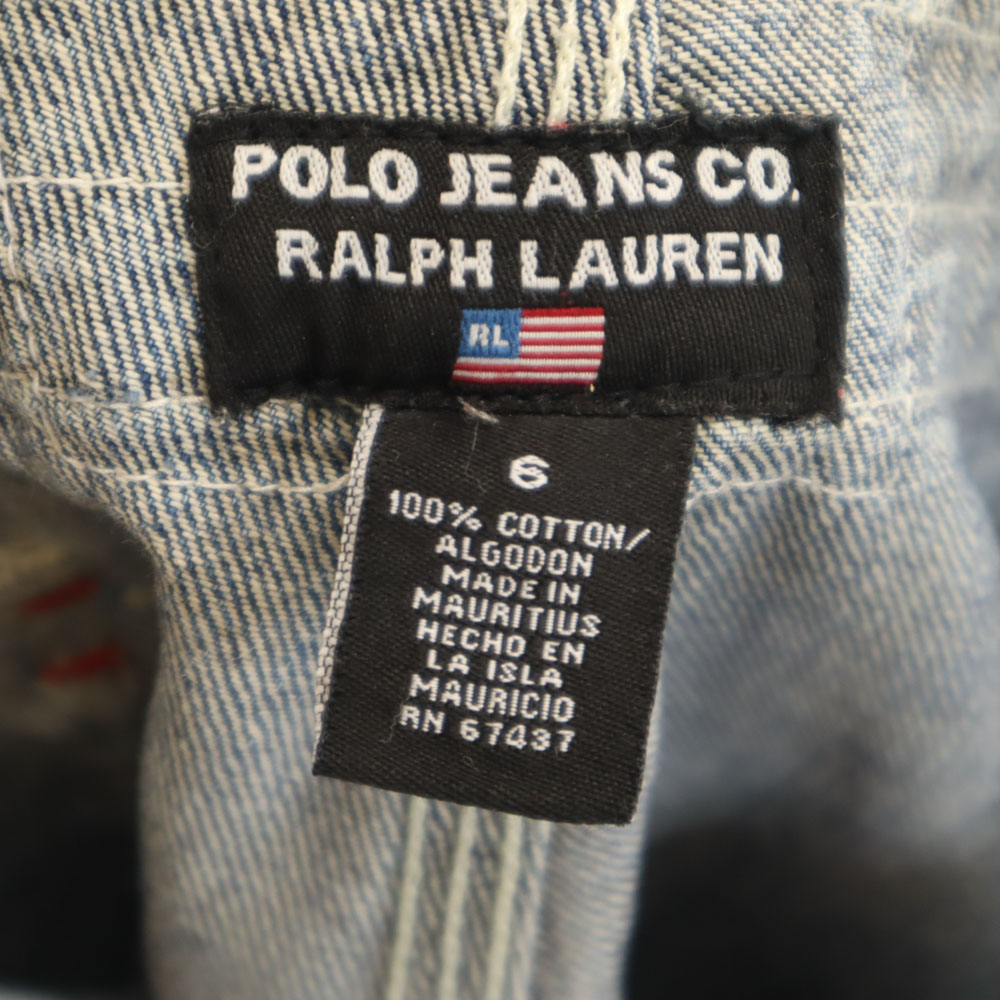 POLO JEANS CO.
RALPH LAUREN
RL
6
100% COTTON/
ALGODON
MADE IN
MAURITIUS
HECHO EN
LA ISLA
MAURICIO
RN 67437